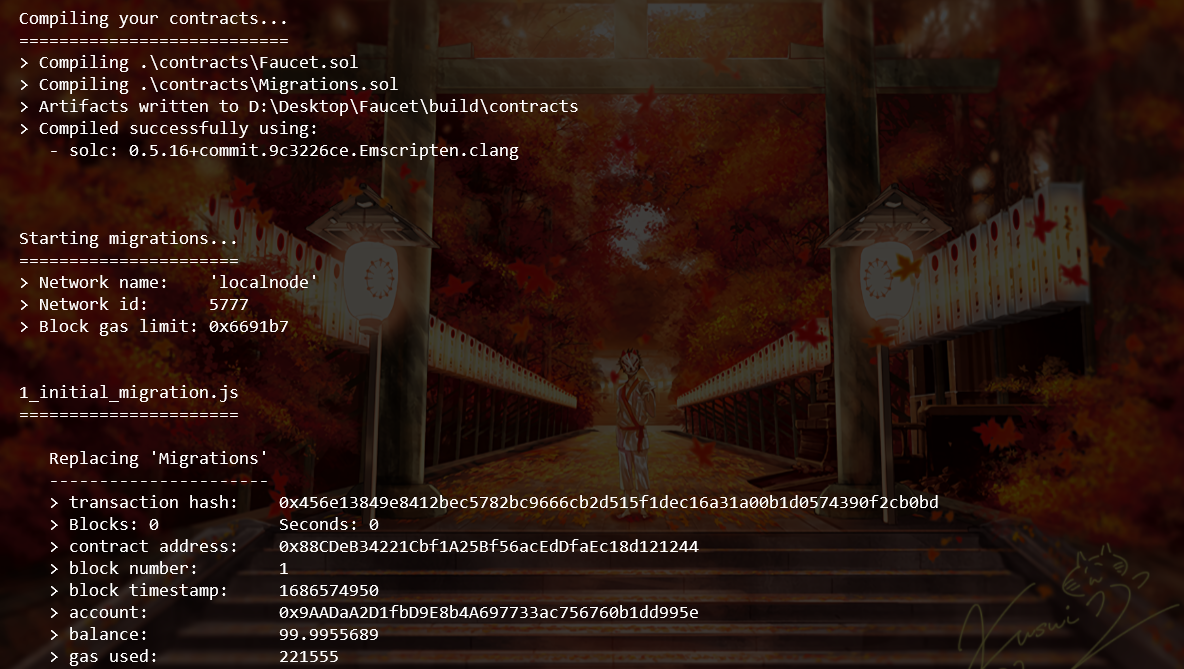 Compiling your contracts...
===========================
> Compiling .\contracts\Faucet.sol
> Compiling .\contracts\Migrations.sol
> Artifacts written to D:\Desktop\Faucet\build\contracts
> Compiled successfully using:
- solc: 0.5.16+commit.9c3226ce.Emscripten.clang
Starting migrations...
======================
> Network name: 'localnode'
> Network id: 5777
> Block gas limit: 0x6691b7
1_initial_migration.js
======================
Replacing 'Migrations'
----------------------
> transaction hash: 0x456e13849e8412bec5782bc9666cb2d515f1dec16a31a00b1d0574390f2cb0bd
> Blocks: 0 Seconds: 0
> contract address: 0x88CDeB34221Cbf1A25Bf56acEdDfaEc18d121244
> block number: 1
> block timestamp: 1686574950
> account: 0x9AADaA2D1fbD9E8b4A697733ac756760b1dd995e
> balance: 99.9955689
> gas used: 221555